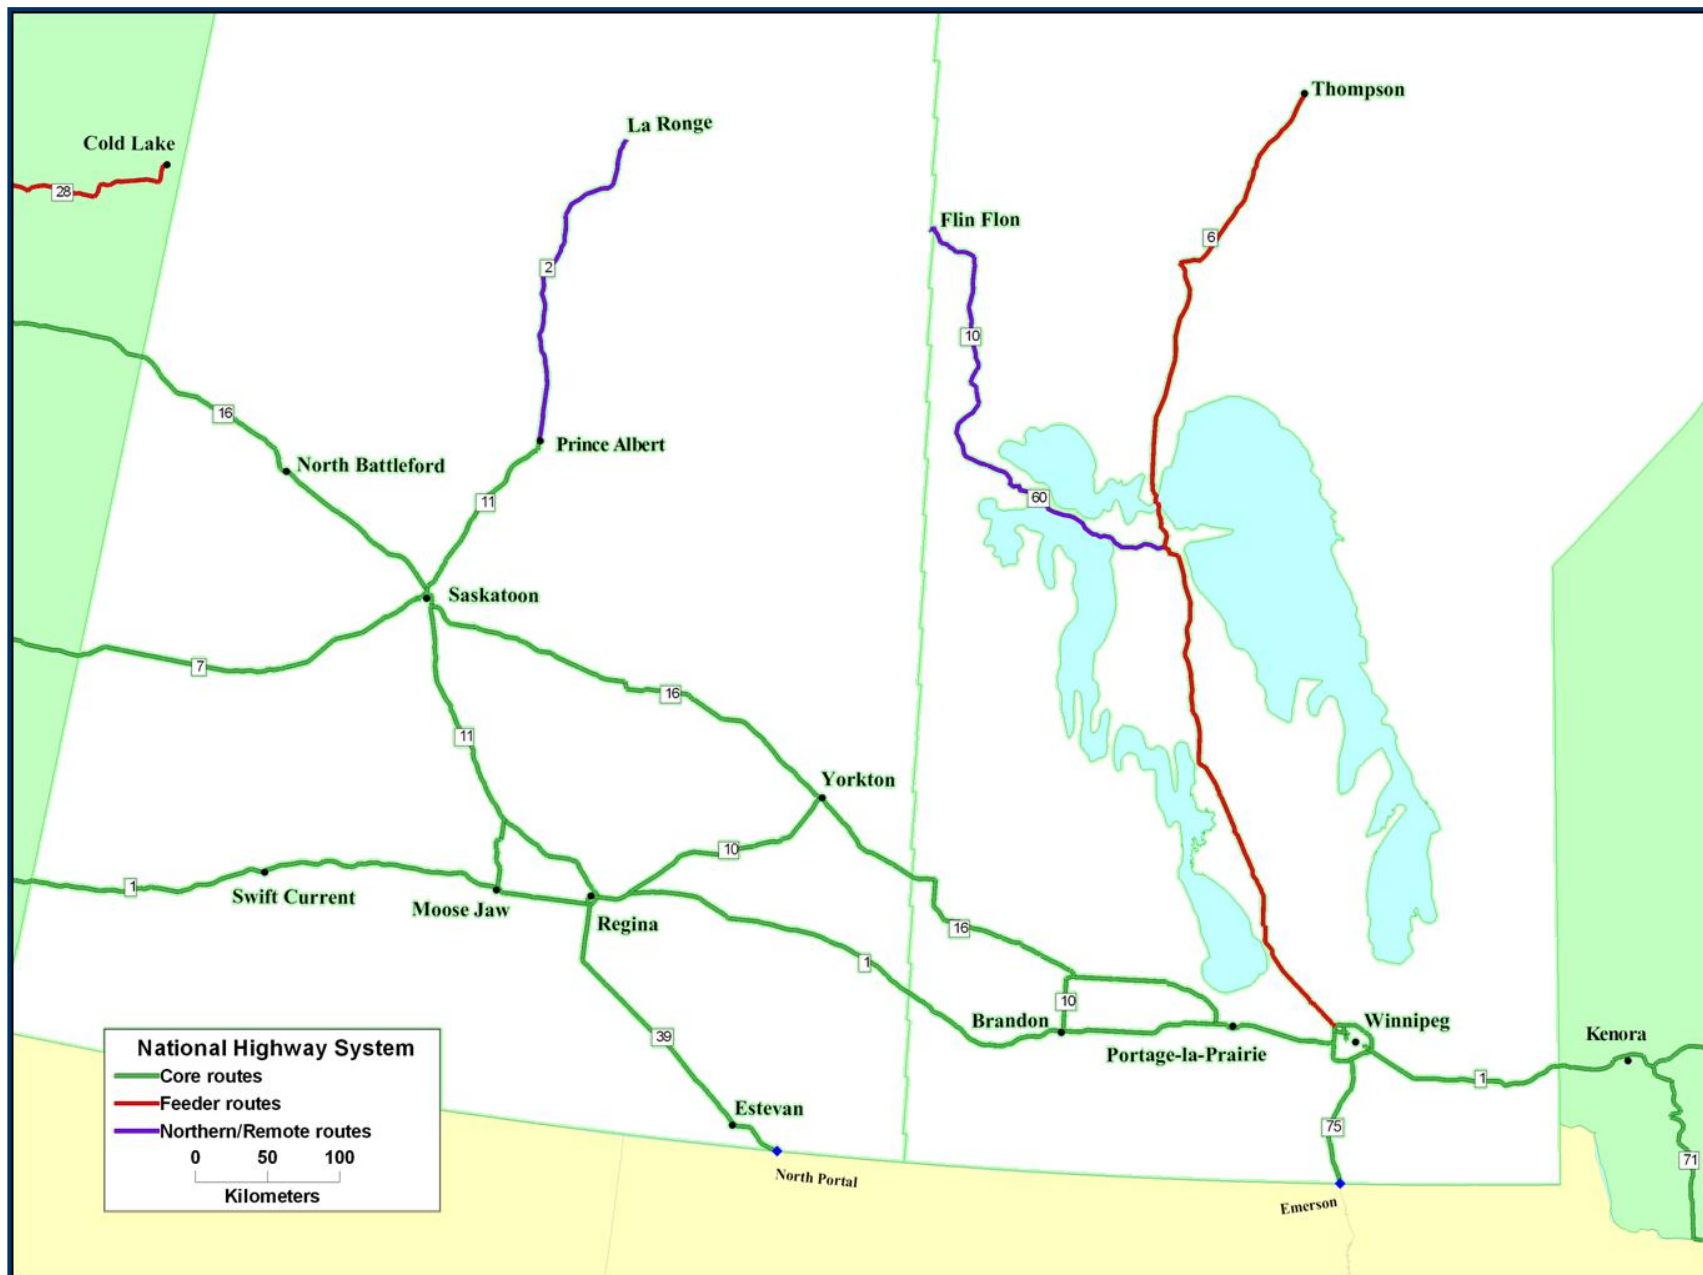 Thompson
La Ronge
Cold Lake
28
Flin Flon
6
2
10
16
Prince Albert
North Battleford
11
60
Saskatoon
7
16
11
Yorkton
10
1
Swift Current
Moose Jaw
Regina
16
1
10
Brandon
Winnipeg
Portage-la-Prairie
Kenora
39
1
Estevan
75
71
North Portal
Emerson
National Highway System
Core routes
Feeder routes
Northern/Remote routes
0 50 100
Kilometers